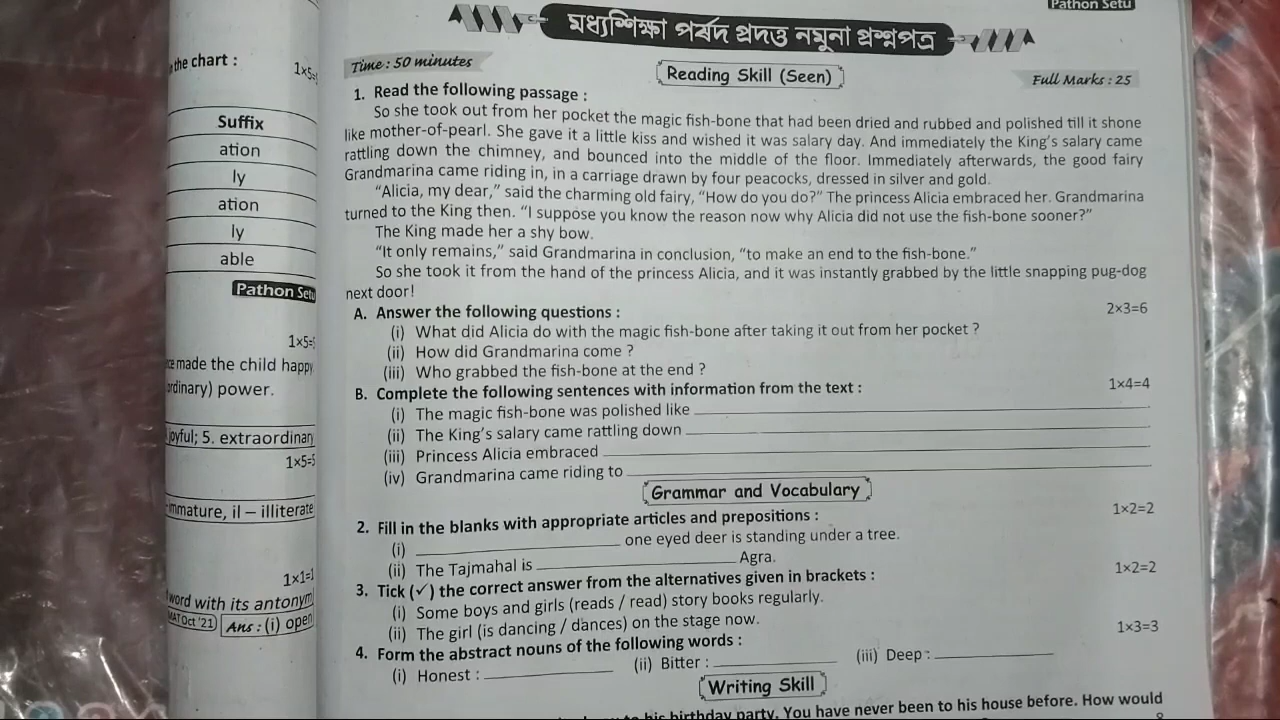 the chart :
1×5=
Suffix
ation
ly
ation
ly
able
Pathon Setu
1×5=
made the child happy
rdinary) power.
joyful; 5. extraordinary
1×5=5
immature, il – illiterate
1×1=1
word with its antonym
Oct '21) Ans : (i) open
Pathon Setu
মধ্যশিক্ষা পর্ষদ প্রদত্ত নমুনা প্রশ্নপত্র
Time : 50 minutes
Reading Skill (Seen)
Full Marks : 25
1. Read the following passage :
So she took out from her pocket the magic fish-bone that had been dried and rubbed and polished till it shone
like mother-of-pearl. She gave it a little kiss and wished it was salary day. And immediately the King's salary came
rattling down the chimney, and bounced into the middle of the floor. Immediately afterwards, the good fairy
Grandmarina came riding in, in a carriage drawn by four peacocks, dressed in silver and gold.
"Alicia, my dear," said the charming old fairy, "How do you do?" The princess Alicia embraced her. Grandmarina
turned to the King then. "I suppose you know the reason now why Alicia did not use the fish-bone sooner?"
The King made her a shy bow.
"It only remains," said Grandmarina in conclusion, "to make an end to the fish-bone."
So she took it from the hand of the princess Alicia, and it was instantly grabbed by the little snapping pug-dog
next door!
A. Answer the following questions : 2×3=6
(i) What did Alicia do with the magic fish-bone after taking it out from her pocket ?
(ii) How did Grandmarina come ?
(iii) Who grabbed the fish-bone at the end ?
B. Complete the following sentences with information from the text : 1×4=4
(i) The magic fish-bone was polished like
(ii) The King's salary came rattling down
(iii) Princess Alicia embraced
(iv) Grandmarina came riding to
Grammar and Vocabulary
2. Fill in the blanks with appropriate articles and prepositions : 1×2=2
(i) ____ one eyed deer is standing under a tree.
(ii) The Tajmahal is ____ Agra.
3. Tick (✓) the correct answer from the alternatives given in brackets : 1×2=2
(i) Some boys and girls (reads / read) story books regularly.
(ii) The girl (is dancing / dances) on the stage now.
4. Form the abstract nouns of the following words : 1×3=3
(i) Honest : ____ (ii) Bitter : ____ (iii) Deep : ____
Writing Skill
to his birthday party. You have never been to his house before. How would